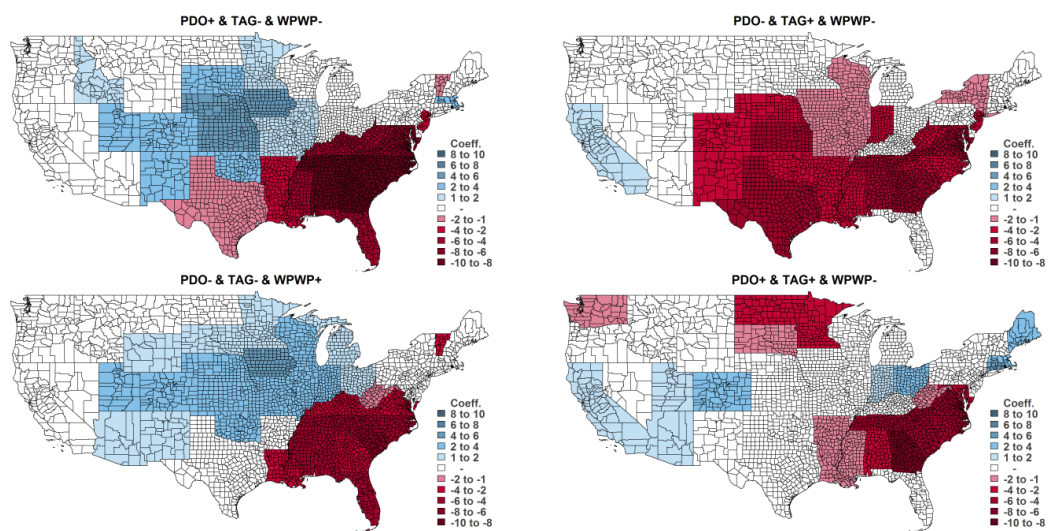 PDO+ & TAG- & WPWP-
Coeff.
8 to 10
6 to 8
4 to 6
2 to 4
1 to 2
-
-2 to -1
-4 to -2
-6 to -4
-8 to -6
-10 to -8
PDO- & TAG+ & WPWP-
Coeff.
8 to 10
6 to 8
4 to 6
2 to 4
1 to 2
-
-2 to -1
-4 to -2
-6 to -4
-8 to -6
-10 to -8
PDO- & TAG- & WPWP+
Coeff.
8 to 10
6 to 8
4 to 6
2 to 4
1 to 2
-
-2 to -1
-4 to -2
-6 to -4
-8 to -6
-10 to -8
PDO+ & TAG+ & WPWP-
Coeff.
8 to 10
6 to 8
4 to 6
2 to 4
1 to 2
-
-2 to -1
-4 to -2
-6 to -4
-8 to -6
-10 to -8